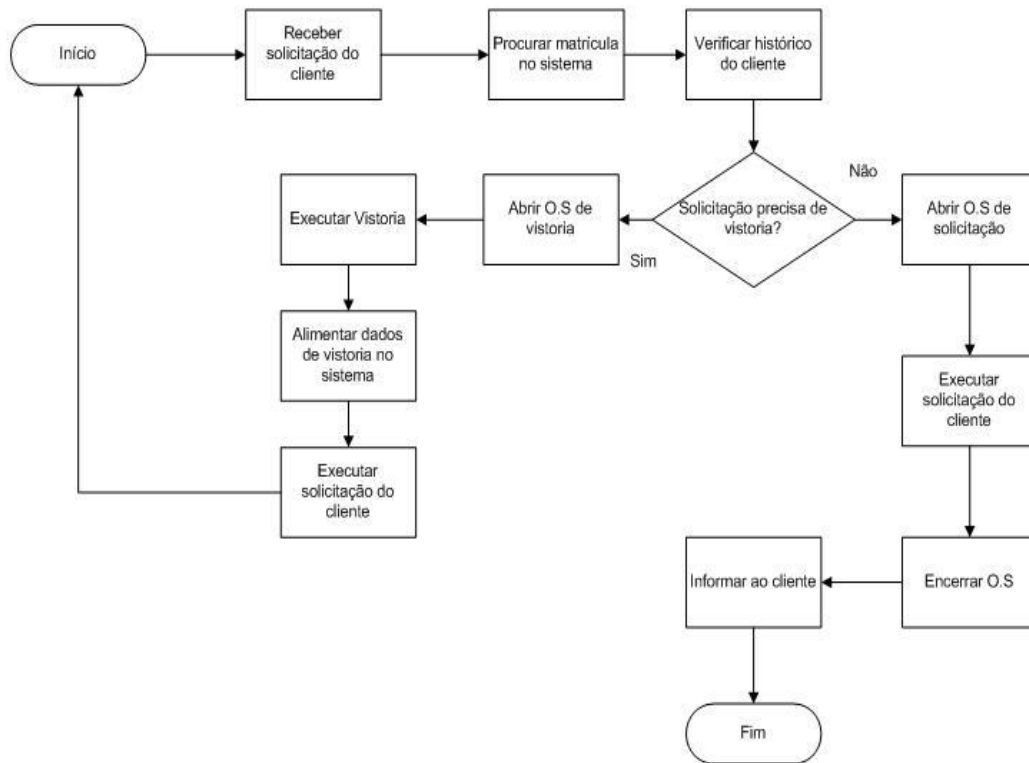 Início
Receber
solicitação do
cliente
Procurar matrícula
no sistema
Verificar histórico
do cliente
Solicitação precisa de
vistoria?
Não
Sim
Abrir O.S de
solicitação
Abrir O.S de
vistoria
Executar Vistoria
Alimentar dados
de vistoria no
sistema
Executar
solicitação do
cliente
Executar
solicitação do
cliente
Encerrar O.S
Informar ao cliente
Fim